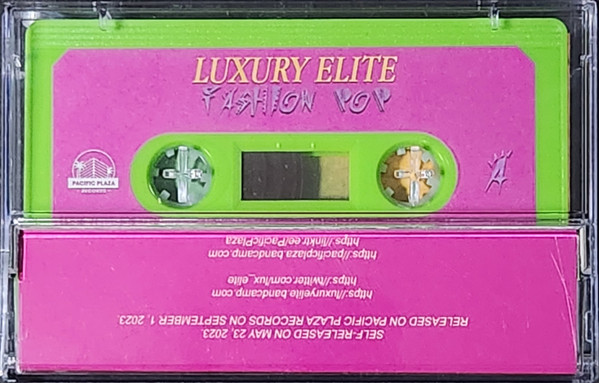 LUXURY ELITE
FASHION POP
PACIFIC PLAZA
RECORDS
A
SELF-RELEASED ON MAY 23, 2023.
RELEASED ON PACIFIC PLAZA RECORDS ON SEPTEMBER 1, 2023.
https:/luxuryelite.bandcamp.com
https://twitter.com/lux_elite
https://pacificplaza.bandcamp.com
https://linktr.ee/PacificPlaza